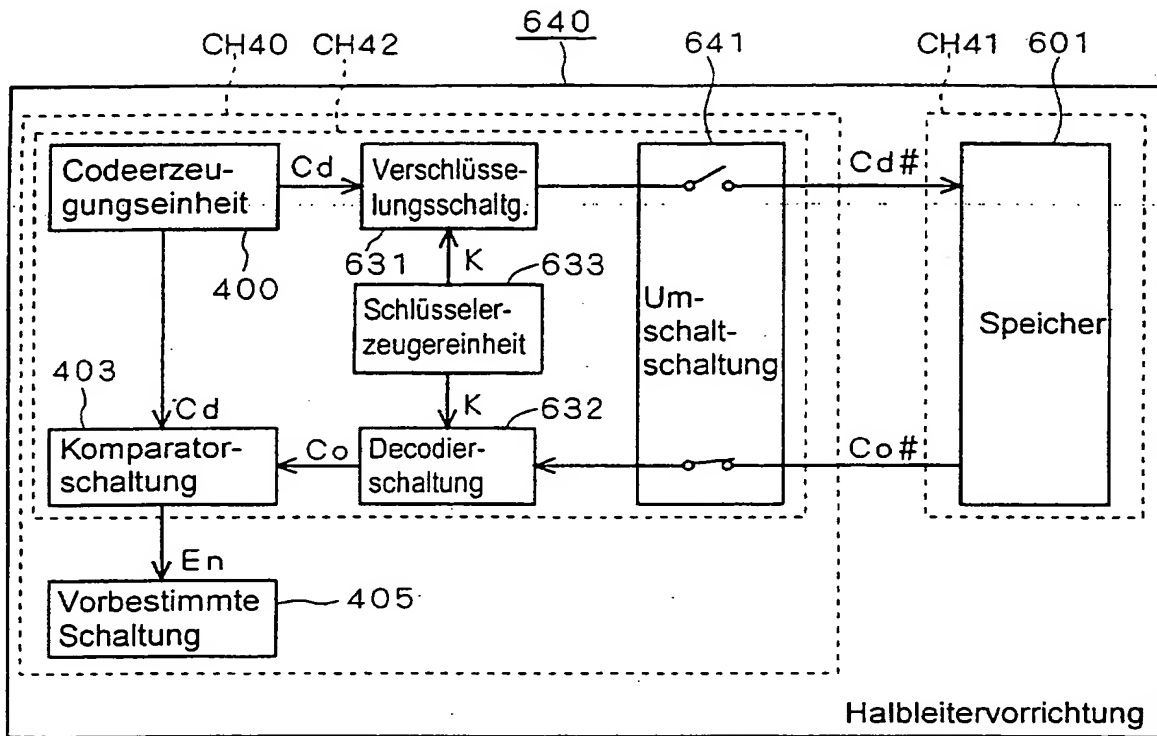 640
CH40
CH42
641
CH41
601
Codeerzeu-
gungseinheit
Cd
Verschlüsse-
lungsschaltg.
Cd#
400
631
K
633
Schlüsseler-
zeugereinheit
Um-
schalt-
schaltung
Speicher
403
Cd
K
632
Komparator-
schaltung
Co
Decodier-
schaltung
Co#
En
Vorbestimmte
Schaltung
405
Halbleitervorrichtung